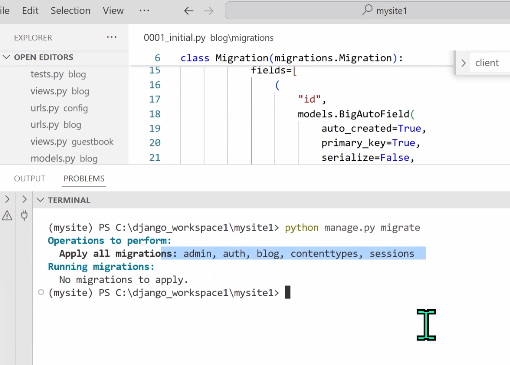 le Edit Selection View ··· mysite1
EXPLORER ···
OPEN EDITORS
tests.py blog
views.py blog
urls.py config
urls.py blog
views.py guestbook
models.py blog
0001_initial.py blog\migrations
6 class Migration(migrations.Migration):
15 fields=[
16 (
17 "id",
18 models.BigAutoField(
19 auto_created=True,
20 primary_key=True,
21 serialize=False,
client
OUTPUT PROBLEMS
TERMINAL
(mysite) PS C:\django_workspace1\mysite1> python manage.py migrate
Operations to perform:
Apply all migrations: admin, auth, blog, contenttypes, sessions
Running migrations:
No migrations to apply.
(mysite) PS C:\django_workspace1\mysite1>